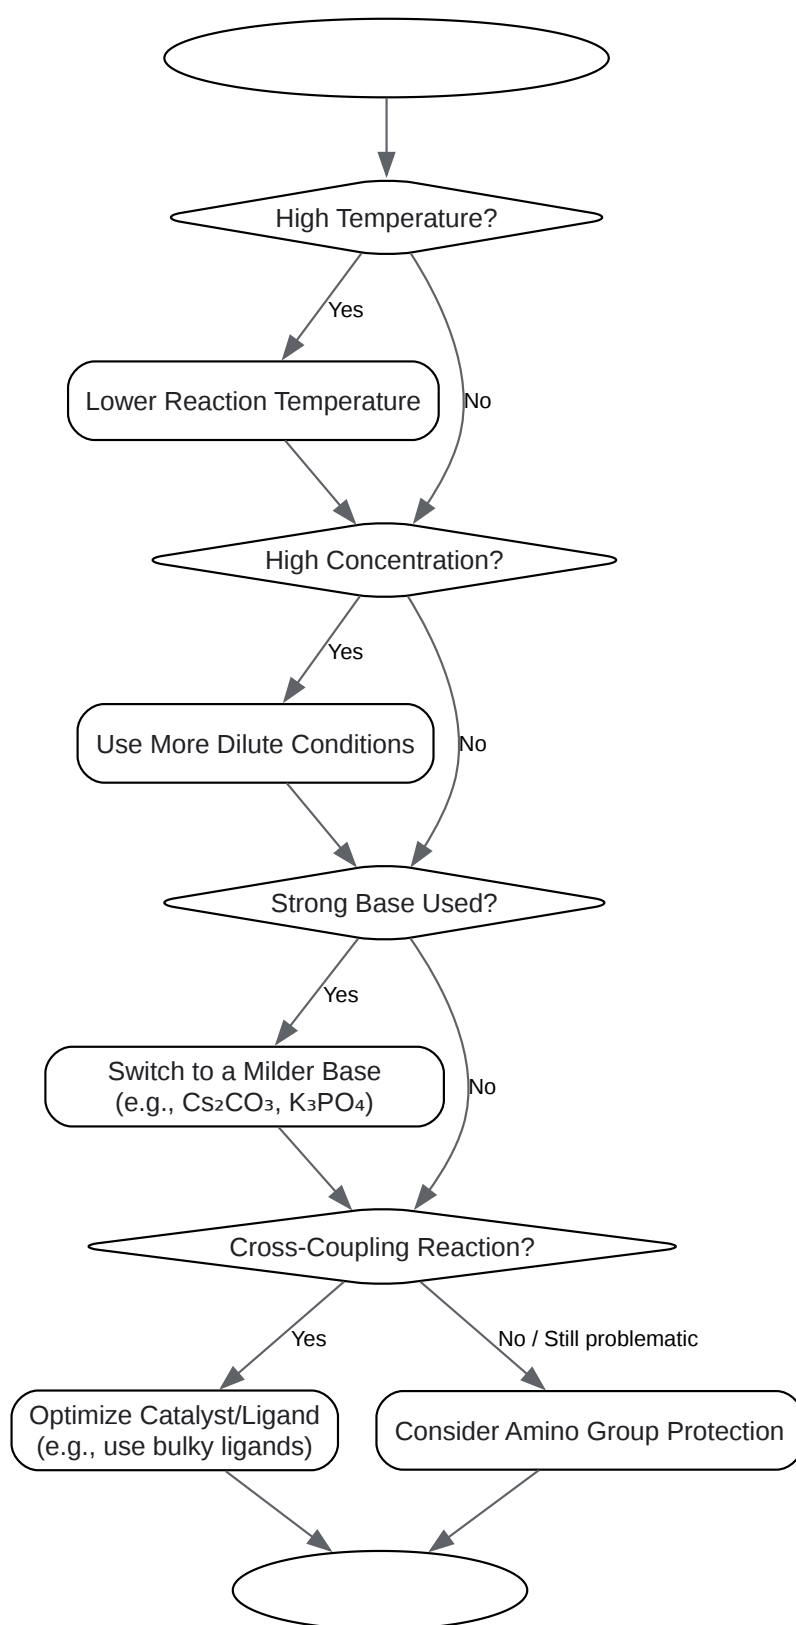 High Temperature?
Yes
Lower Reaction Temperature
No
High Concentration?
Yes
Use More Dilute Conditions
No
Strong Base Used?
Yes
Switch to a Milder Base
(e.g., Cs₂CO₃, K₃PO₄)
No
Cross-Coupling Reaction?
Yes
No / Still problematic
Optimize Catalyst/Ligand
(e.g., use bulky ligands)
Consider Amino Group Protection